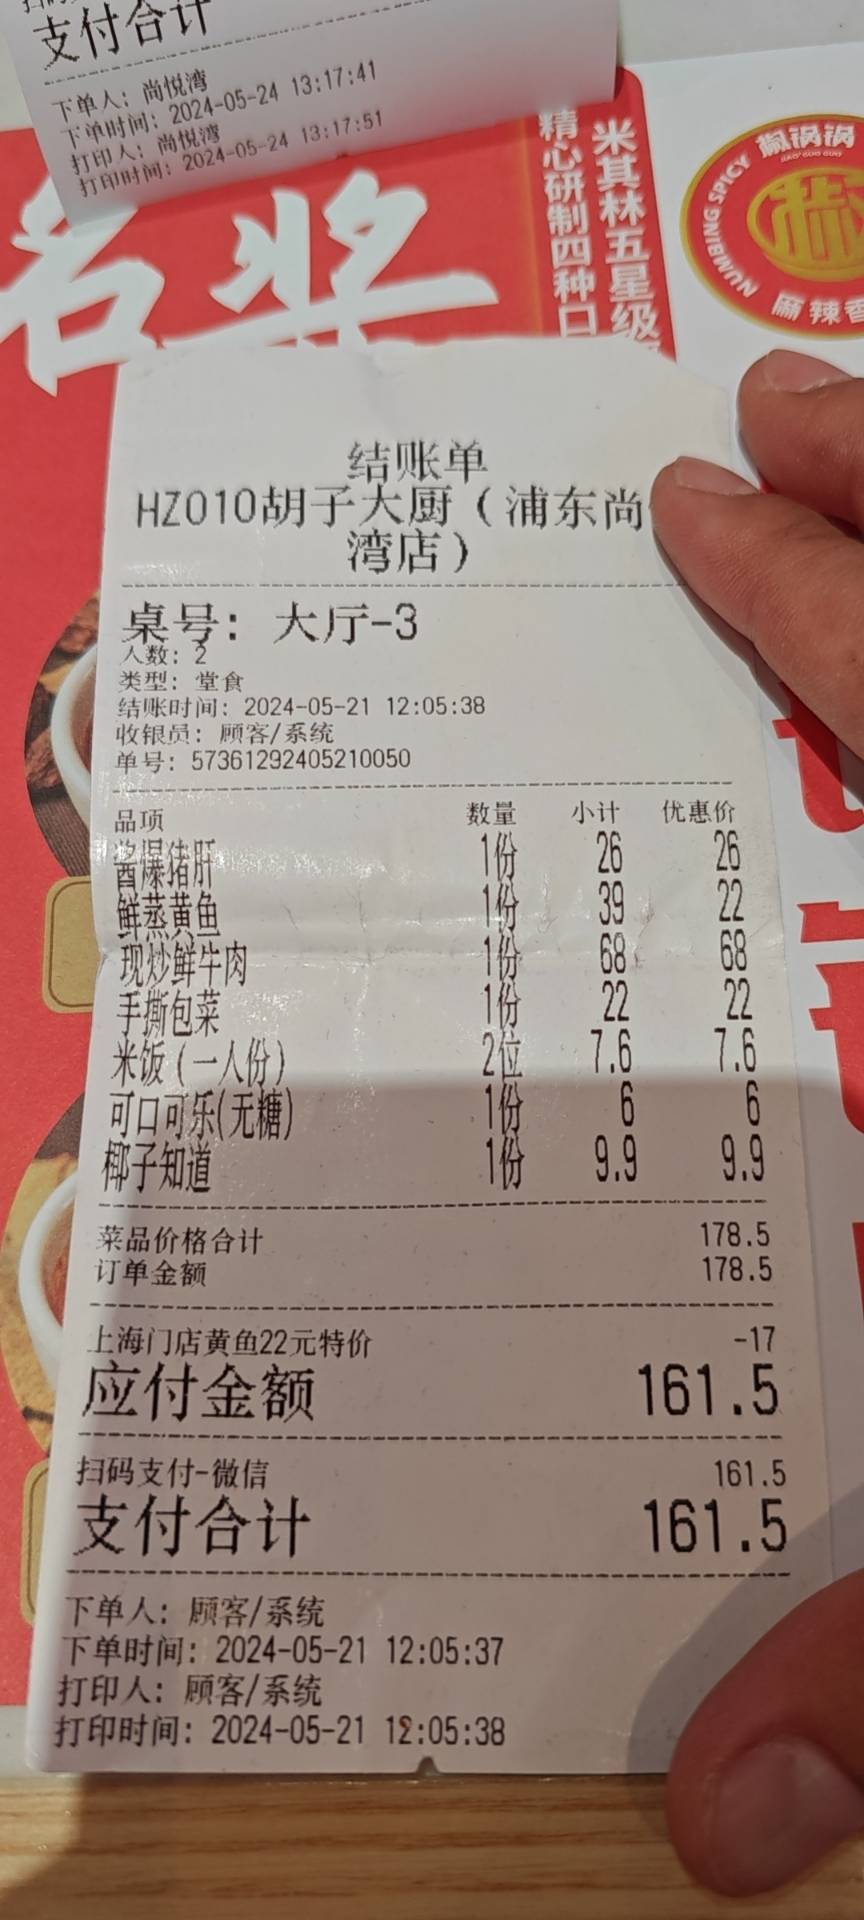 支付合计
下单人: 尚悦湾
下单时间: 2024-05-24 13:17:41
打印人: 尚悦湾
打印时间: 2024-05-24 13:17:51
名浆
米其林五星级
精心研制四种口
椒锅锅
JIAO GUO GUO
NUMBING SPICY
麻辣香
结账单
HZ010胡子大厨(浦东尚
湾店)
桌号: 大厅-3
人数: 2
类型: 堂食
结账时间: 2024-05-21 12:05:38
收银员: 顾客/系统
单号: 57361292405210050
品项 数量 小计 优惠价
酱爆猪肝 1份 26 26
鲜蒸黄鱼 1份 39 22
现炒鲜牛肉 1份 68 68
手撕包菜 1份 22 22
米饭(一人份) 2位 7.6 7.6
可口可乐(无糖) 1份 6 6
椰子知道 1份 9.9 9.9
菜品价格合计 178.5
订单金额 178.5
上海门店黄鱼22元特价 -17
应付金额 161.5
扫码支付-微信 161.5
支付合计 161.5
下单人: 顾客/系统
下单时间: 2024-05-21 12:05:37
打印人: 顾客/系统
打印时间: 2024-05-21 12:05:38